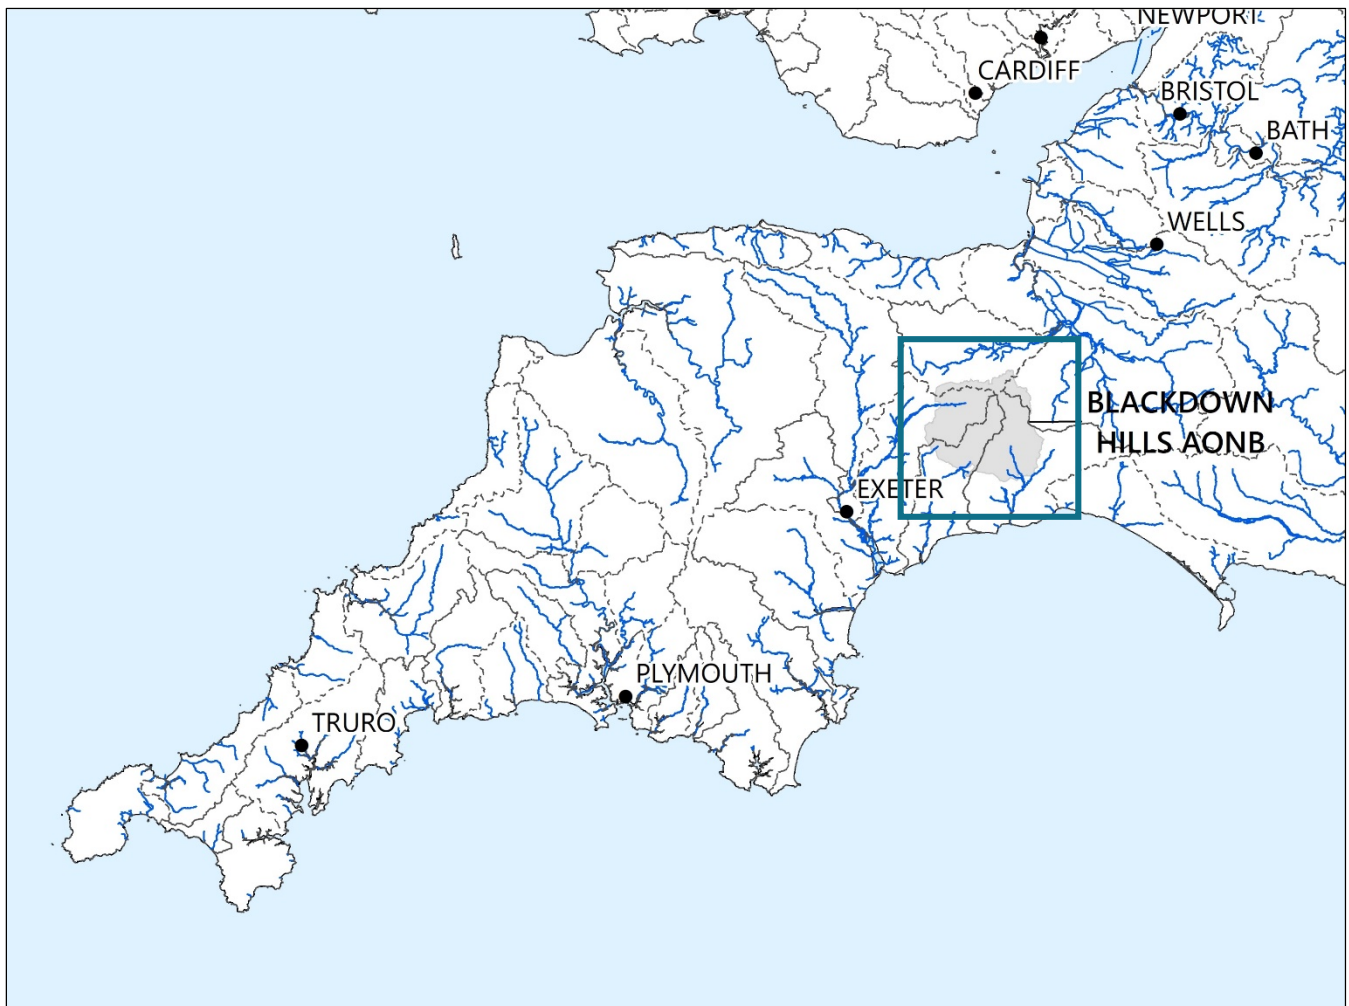 NEWPORT
CARDIFF
BRISTOL
BATH
WELLS
BLACKDOWN
HILLS AONB
EXETER
PLYMOUTH
TRURO